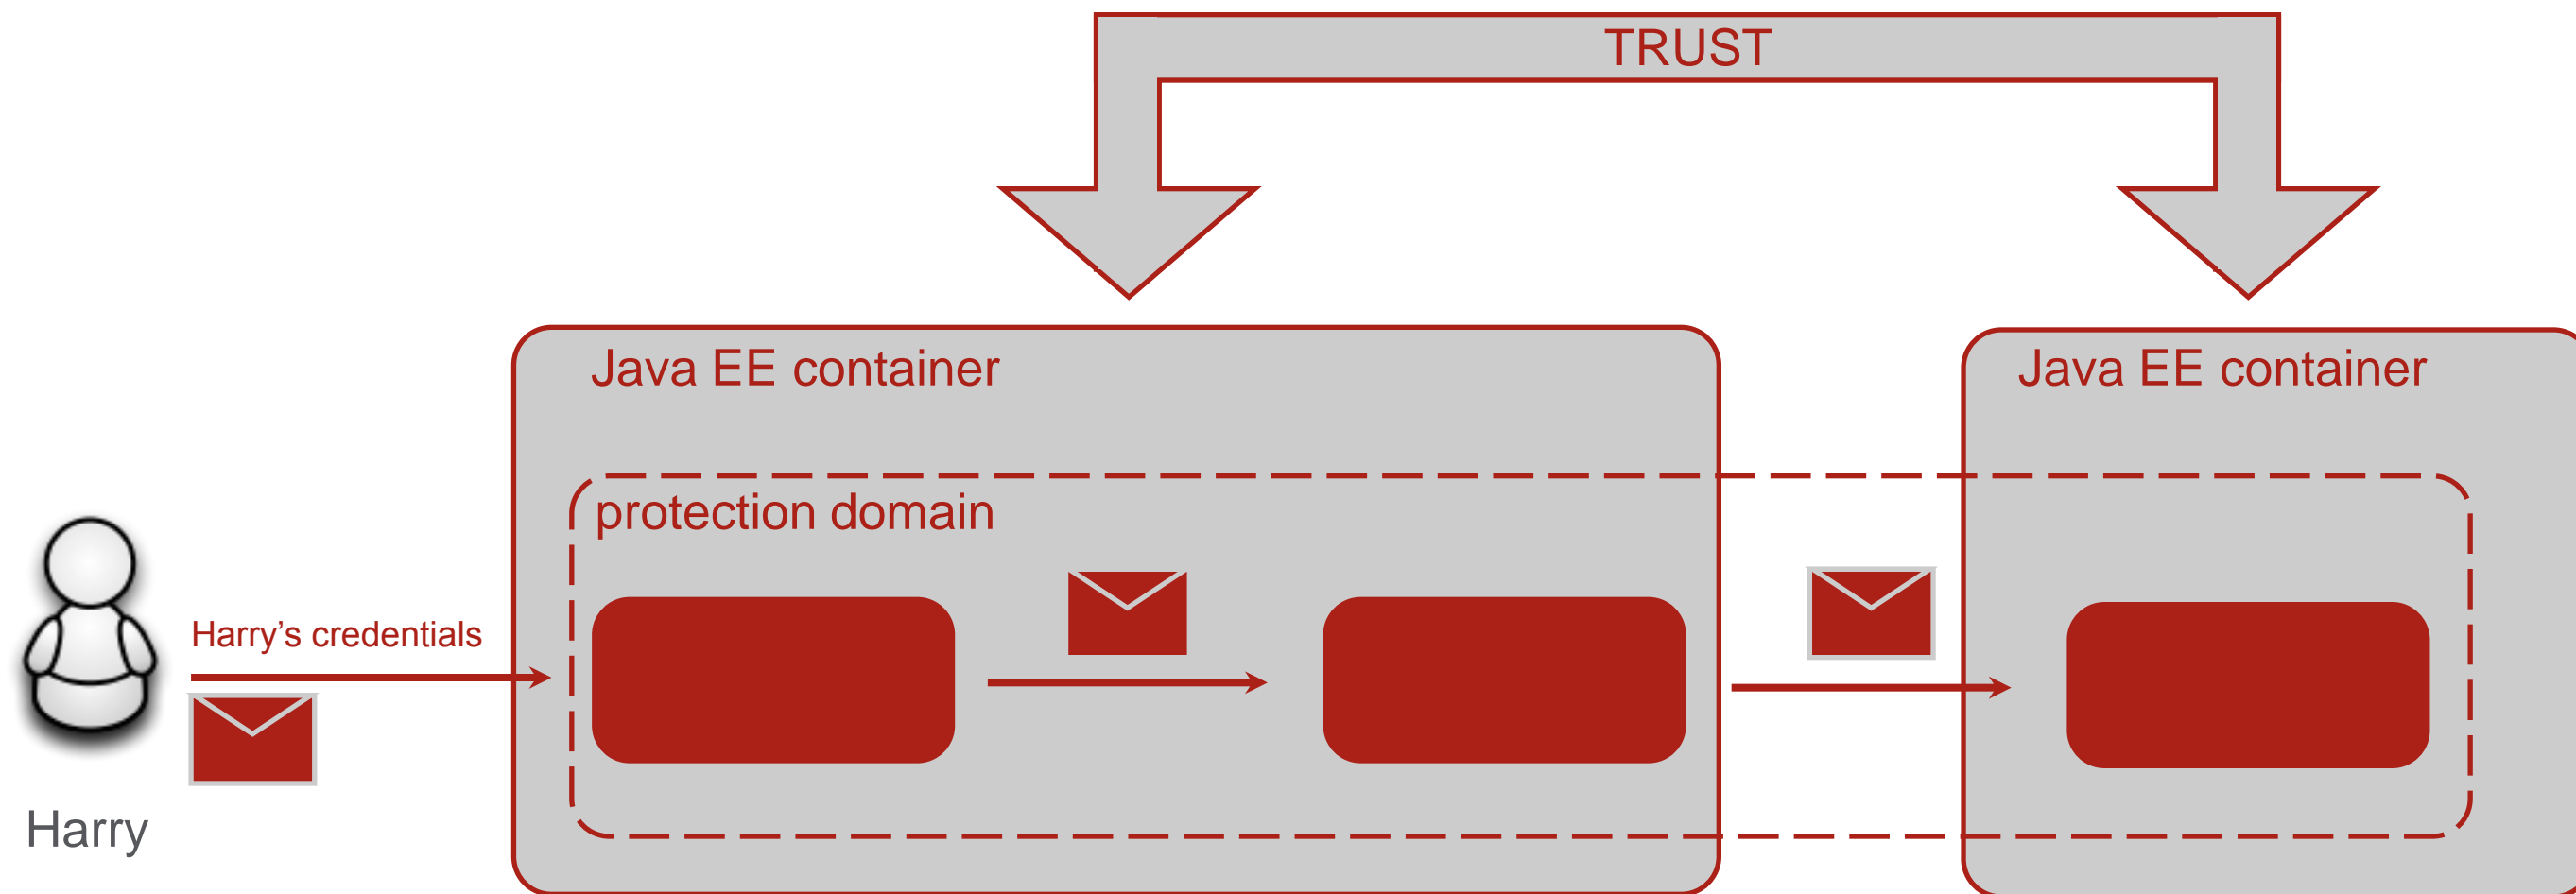 TRUST
Java EE container
Java EE container
protection domain
Harry’s credentials
Harry